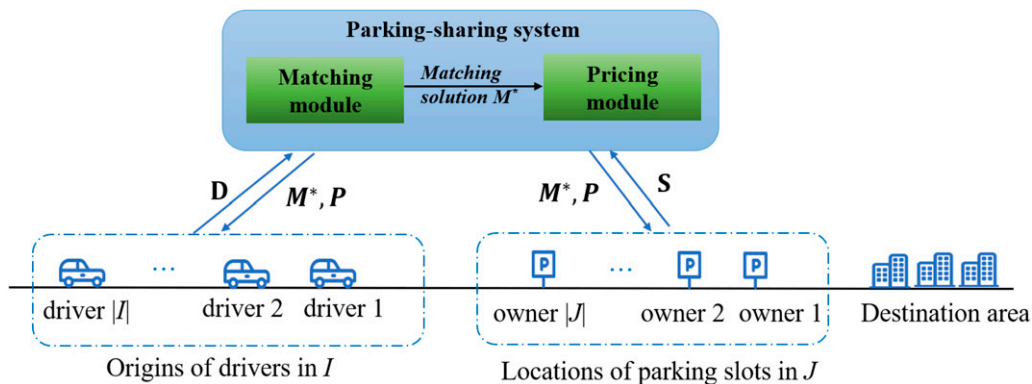 Parking-sharing system
Matching
module
Matching
solution M*
Pricing
module
D
M*, P
M*, P
S
...
...
P
P
P
driver |I|
driver 2
driver 1
owner |J|
owner 2
owner 1
Destination area
Origins of drivers in I
Locations of parking slots in J